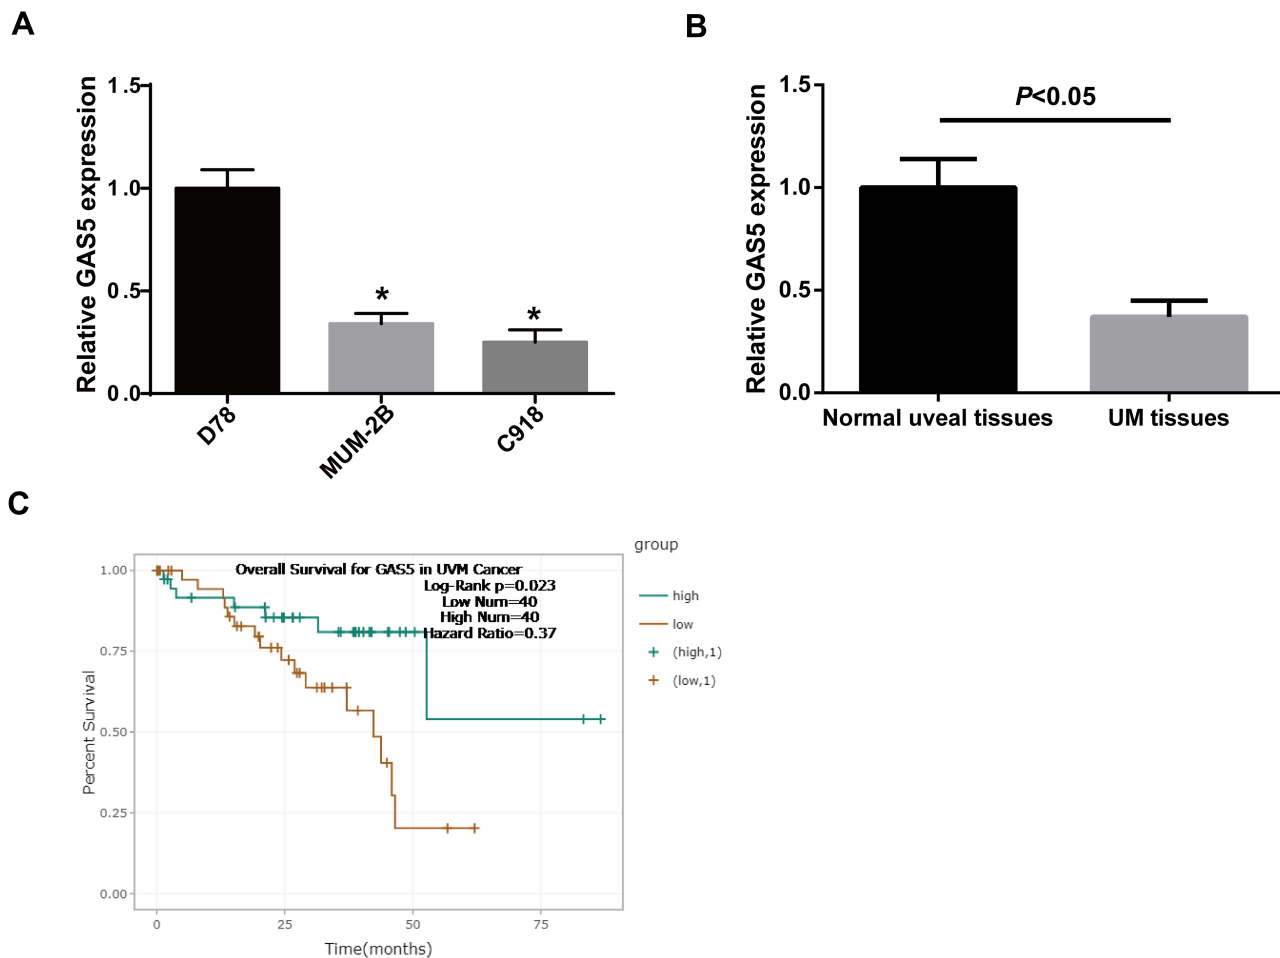 A
Relative GAS5 expression
1.5
1.0
0.5
0.0
*
*
D78
MUM-2B
C918
B
Relative GAS5 expression
1.5
1.0
0.5
0.0
P<0.05
Normal uveal tissues
UM tissues
C
Percent Survival
1.00
0.75
0.50
0.25
0.00
Overall Survival for GAS5 in UVM Cancer
Log-Rank p=0.023
Low Num=40
High Num=40
Hazard Ratio=0.37
0
25
50
75
Time(months)
group
high
low
(high,1)
(low,1)